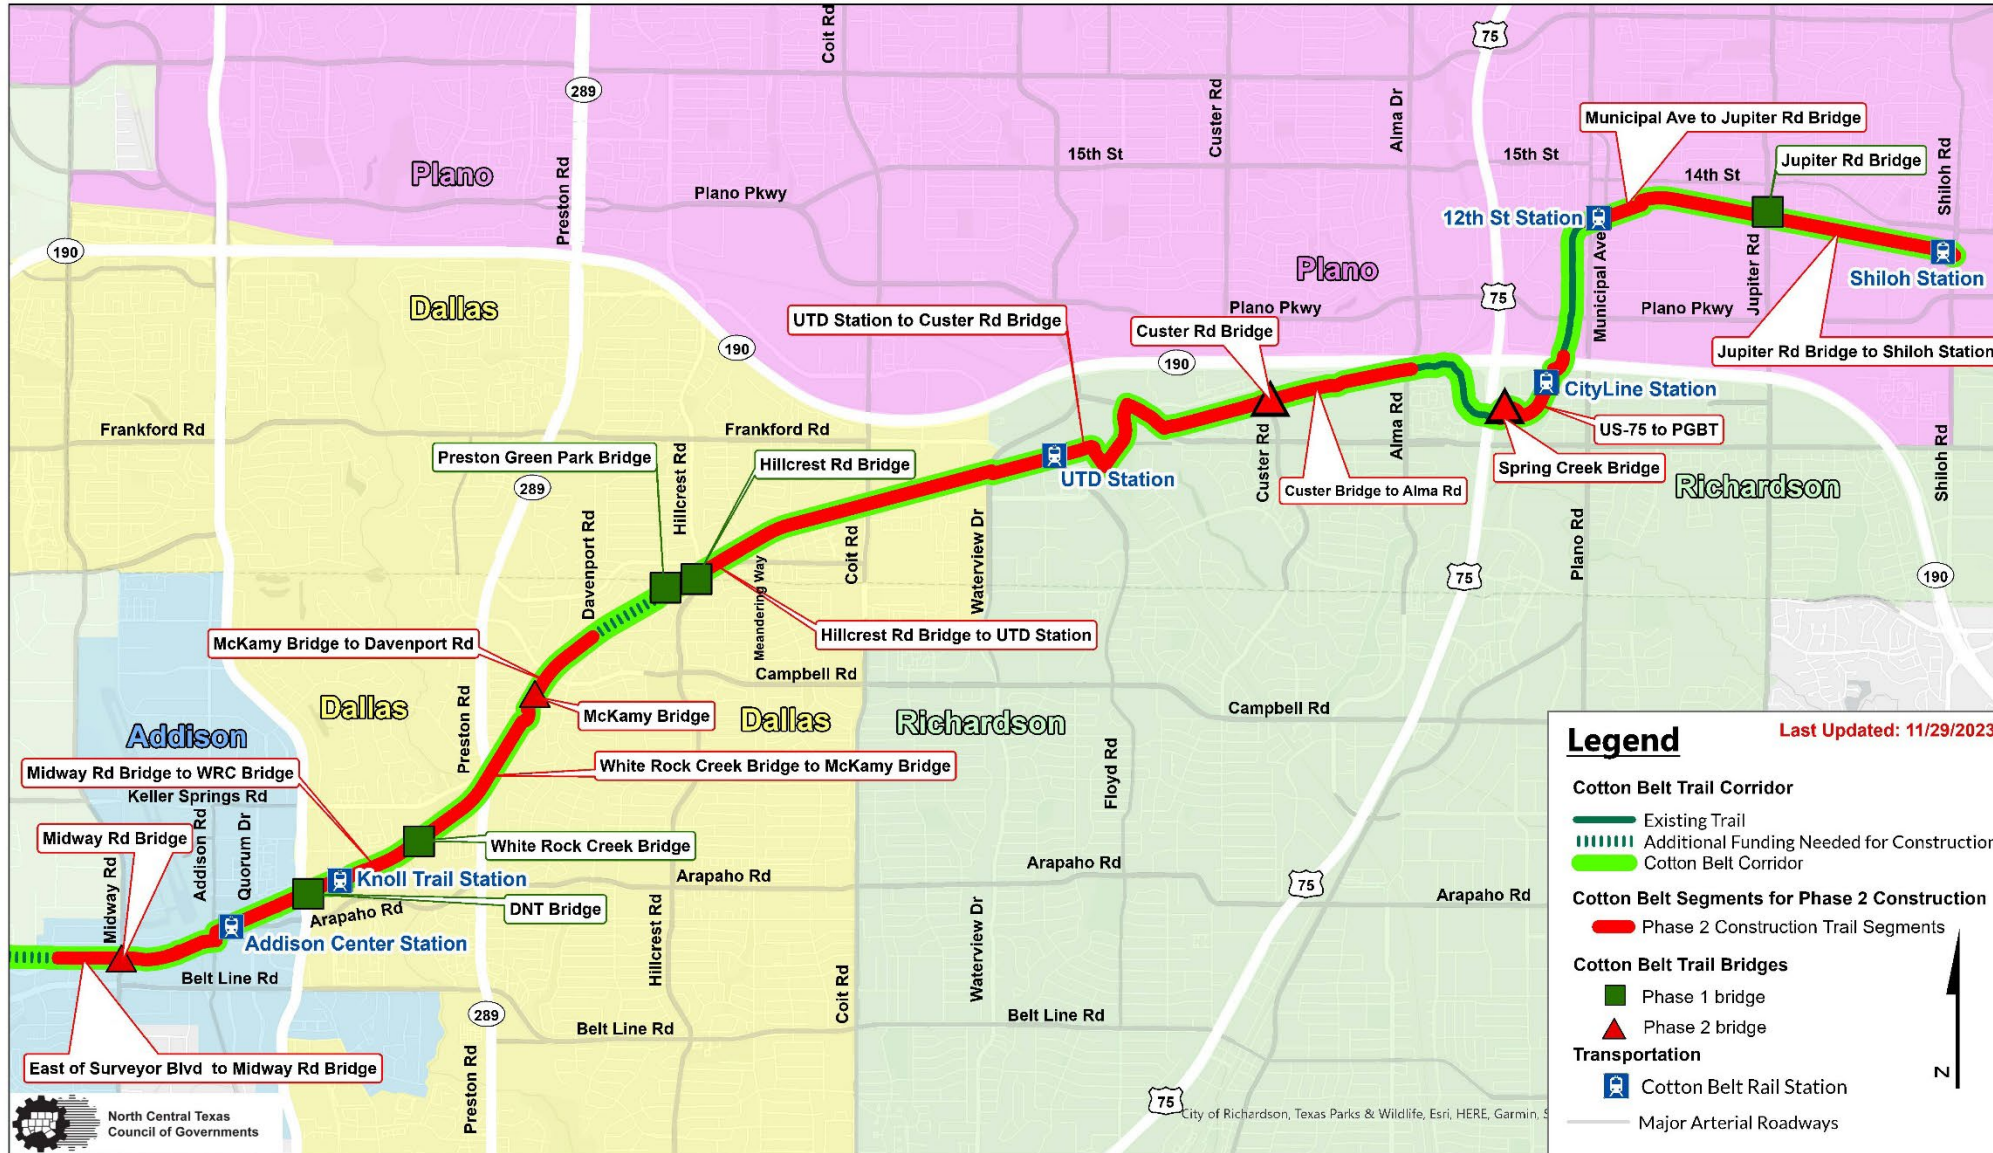 75
Coit Rd
289
Custer Rd
Alma Dr
Municipal Ave to Jupiter Rd Bridge
15th St
15th St
Jupiter Rd Bridge
Plano
14th St
Shiloh Rd
Preston Rd
Plano Pkwy
12th St Station
190
Municipal Ave
Jupiter Rd
Plano
Shiloh Station
Dallas
75
Plano Pkwy
Plano Pkwy
UTD Station to Custer Rd Bridge
Custer Rd Bridge
190
190
Jupiter Rd Bridge to Shiloh Station
CityLine Station
Frankford Rd
Frankford Rd
Alma Rd
US-75 to PGBT
Preston Green Park Bridge
Hillcrest Rd
Hillcrest Rd Bridge
Custer Rd
Spring Creek Bridge
Shiloh Rd
UTD Station
289
Custer Bridge to Alma Rd
Richardson
Davenport Rd
Coit Rd
Waterview Dr
Plano Rd
75
190
Meandering Way
McKamy Bridge to Davenport Rd
Hillcrest Rd Bridge to UTD Station
Campbell Rd
Dallas
Preston Rd
McKamy Bridge
Dallas
Richardson
Campbell Rd
Addison
Midway Rd Bridge to WRC Bridge
White Rock Creek Bridge to McKamy Bridge
Floyd Rd
Keller Springs Rd
Midway Rd Bridge
Addison Rd
Quorum Dr
White Rock Creek Bridge
Midway Rd
Knoll Trail Station
Arapaho Rd
Arapaho Rd
75
Arapaho Rd
Arapaho Rd
DNT Bridge
Addison Center Station
Hillcrest Rd
Waterview Dr
Belt Line Rd
Coit Rd
289
Belt Line Rd
Belt Line Rd
East of Surveyor Blvd to Midway Rd Bridge
Preston Rd
75
North Central Texas
Council of Governments
City of Richardson, Texas Parks & Wildlife, Esri, HERE, Garmin,
Legend
Last Updated: 11/29/2023
Cotton Belt Trail Corridor
Existing Trail
Additional Funding Needed for Construction
Cotton Belt Corridor
Cotton Belt Segments for Phase 2 Construction
Phase 2 Construction Trail Segments
Cotton Belt Trail Bridges
Phase 1 bridge
Phase 2 bridge
Transportation
Cotton Belt Rail Station
Major Arterial Roadways
N